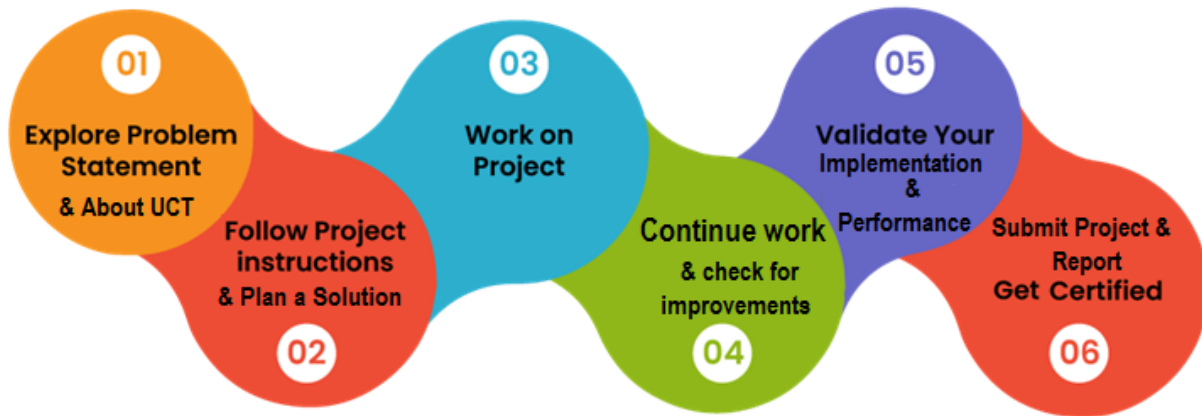 01
Explore Problem
Statement
& About UCT
Follow Project
instructions
& Plan a Solution
02
03
Work on
Project
Continue work
& check for
improvements
04
05
Validate Your
Implementation
&
Performance
Submit Project &
Report
Get Certified
06